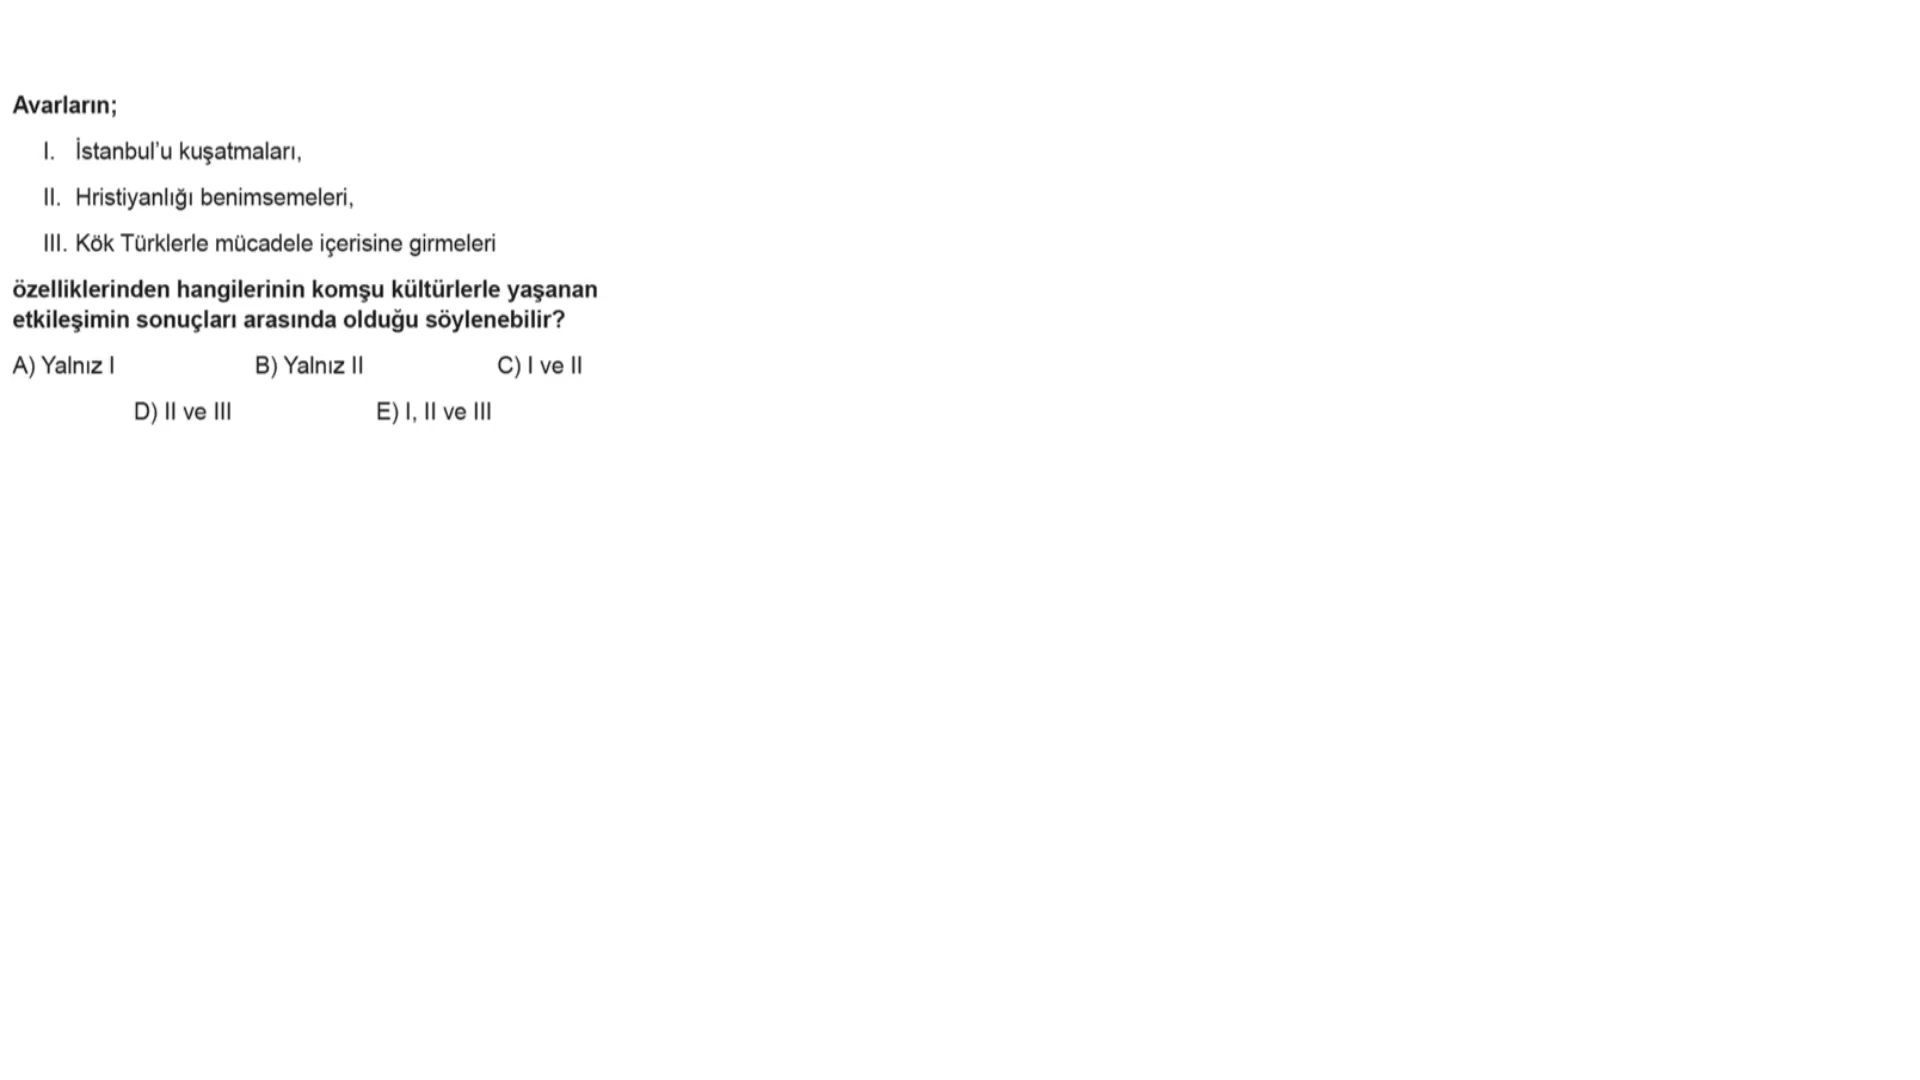 Avarların;
I. İstanbul’u kuşatmaları,
II. Hristiyanlığı benimsemeleri,
III. Kök Türklerle mücadele içerisine girmeleri
özelliklerinden hangilerinin komşu kültürlerle yaşanan
etkileşimin sonuçları arasında olduğu söylenebilir?
A) Yalnız I B) Yalnız II C) I ve II
D) II ve III E) I, II ve III